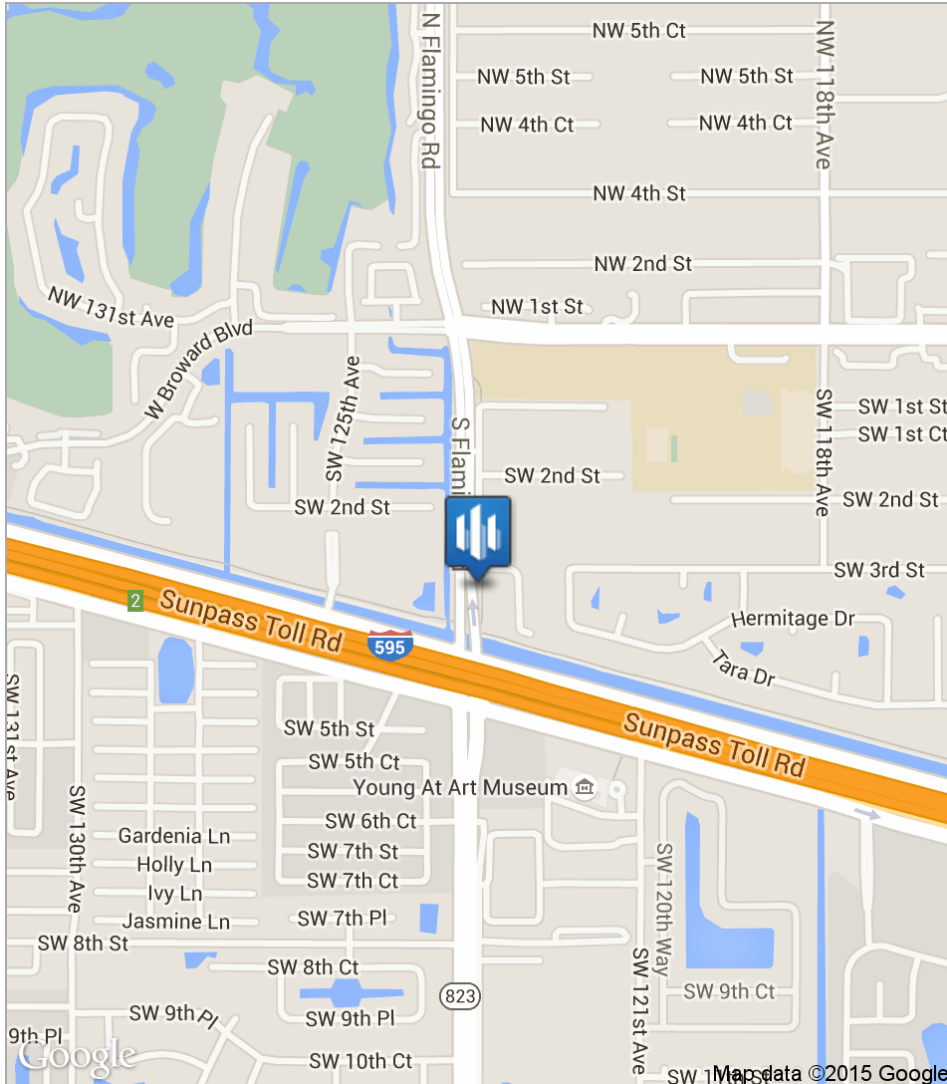 N Flamingo Rd
NW 5th Ct
NW 118th Ave
NW 5th St
NW 5th St
NW 4th Ct
NW 4th Ct
NW 4th St
NW 2nd St
NW 131st Ave
NW 1st St
W Broward Blvd
SW 125th Ave
SW 118th Ave
SW 1st St
S Flami
SW 1st Ct
SW 2nd St
SW 2nd St
SW 2nd St
SW 3rd St
2
Sunpass Toll Rd
595
Hermitage Dr
Tara Dr
SW 131st Ave
SW 5th St
Sunpass Toll Rd
SW 5th Ct
Young At Art Museum
SW 130th Ave
SW 6th Ct
Gardenia Ln
SW 7th St
Holly Ln
SW 7th Ct
Ivy Ln
SW 120th Way
Jasmine Ln
SW 7th Pl
SW 8th St
SW 8th Ct
SW 121st Ave
SW 9th Ct
823
SW 9th Pl
SW 9th Pl
9th Pl
Google
SW 10th Ct
SW 11th St
Map data ©2015 Google